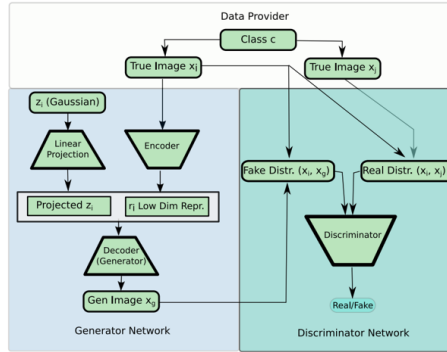 Data Provider
Class c
True Image xᵢ
True Image xⱼ
zᵢ (Gaussian)
Linear
Projection
Encoder
Fake Distr. (xᵢ, x_g)
Real Distr. (xᵢ, xⱼ)
Projected zᵢ
rᵢ Low Dim Repr.
Decoder
(Generator)
Discriminator
Gen Image x_g
Real/Fake
Generator Network
Discriminator Network